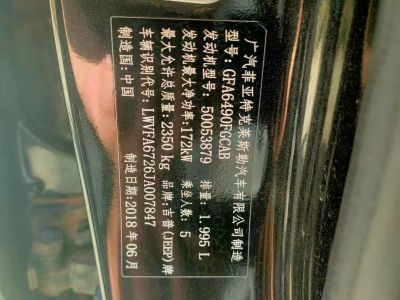 广汽菲亚特克莱斯勒汽车有限公司制造
型号: GFA6490FGCAB
发动机型号: 50053879 排量: 1.995 L
发动机最大净功率: 172kW 乘坐人数: 5
最大允许总质量: 2350 kg 品牌: 吉普(JEEP)牌
车辆识别代号: LWVFA6726JA007847
制造国: 中国 制造日期: 2018年06月